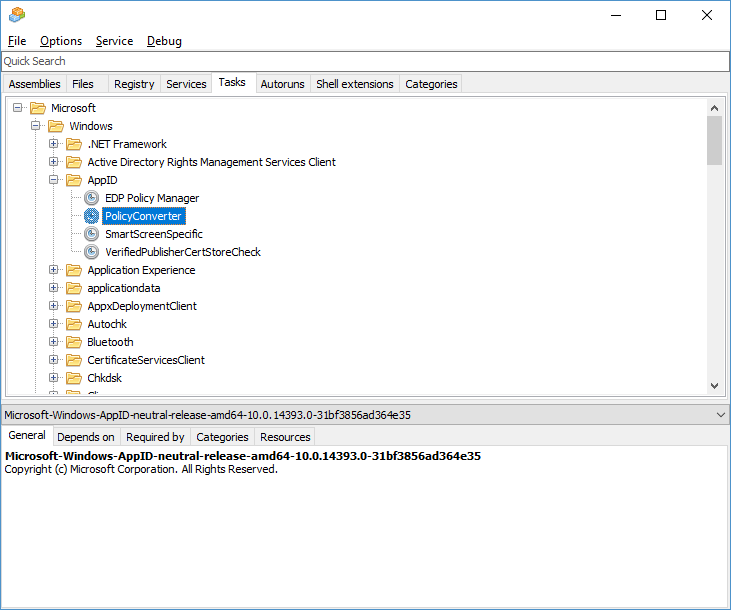 File Options Service Debug
Quick Search
Assemblies Files Registry Services Tasks Autoruns Shell extensions Categories
Microsoft
Windows
.NET Framework
Active Directory Rights Management Services Client
AppID
EDP Policy Manager
PolicyConverter
SmartScreenSpecific
VerifiedPublisherCertStoreCheck
Application Experience
applicationdata
AppxDeploymentClient
Autochk
Bluetooth
CertificateServicesClient
Chkdsk
Microsoft-Windows-AppID-neutral-release-amd64-10.0.14393.0-31bf3856ad364e35
General Depends on Required by Categories Resources
Microsoft-Windows-AppID-neutral-release-amd64-10.0.14393.0-31bf3856ad364e35
Copyright (c) Microsoft Corporation. All Rights Reserved.